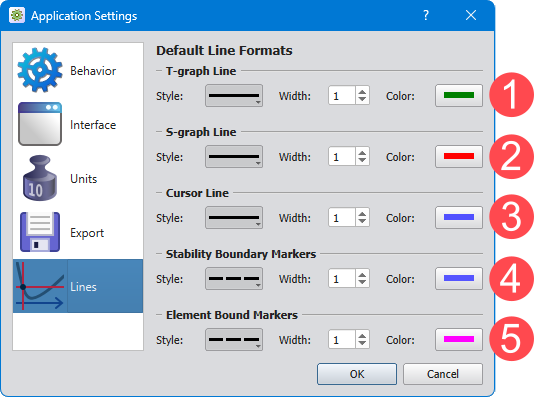 Application Settings ?
Behavior
Interface
10
Units
Export
Lines
Default Line Formats
T-graph Line
Style: Width: 1 Color: 1
S-graph Line
Style: Width: 1 Color: 2
Cursor Line
Style: Width: 1 Color: 3
Stability Boundary Markers
Style: Width: 1 Color: 4
Element Bound Markers
Style: Width: 1 Color: 5
OK Cancel